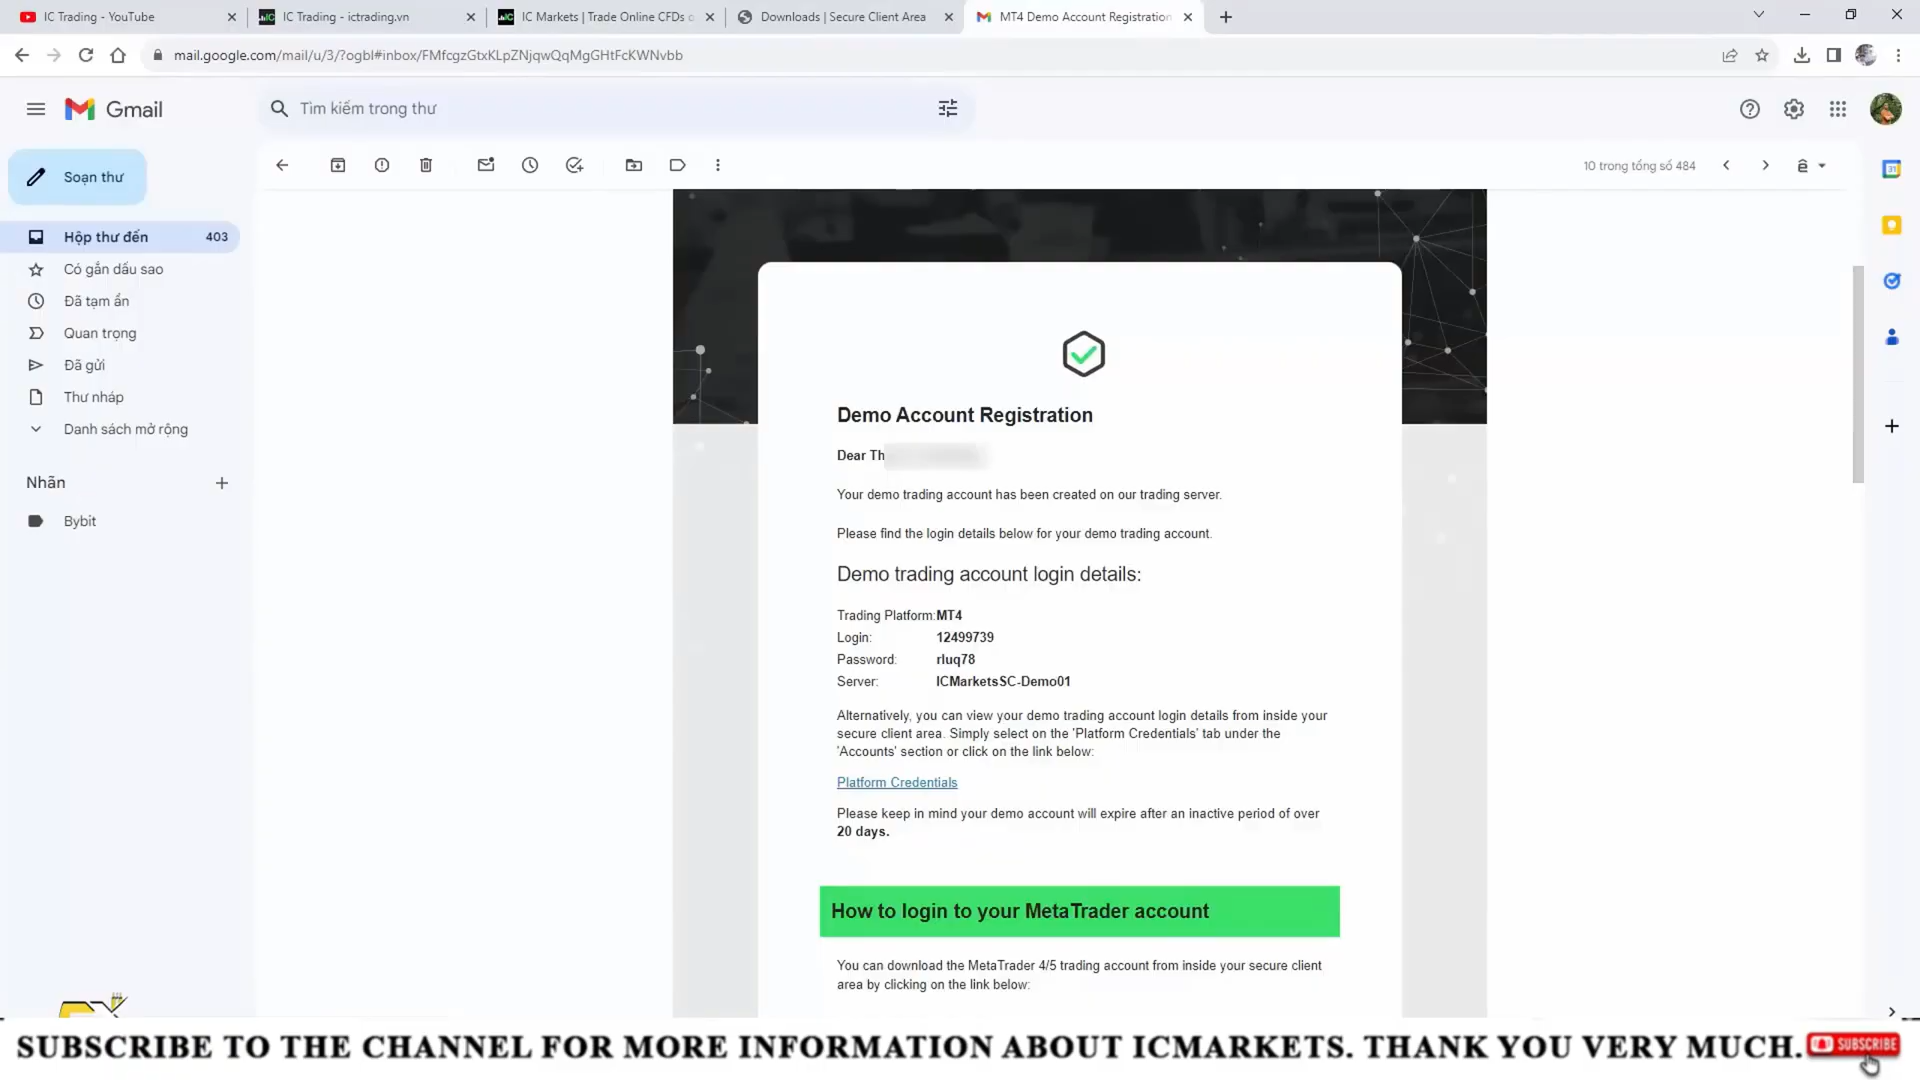 IC Trading - YouTube
IC Trading - ictrading.vn
IC Markets | Trade Online CFDs o
Downloads | Secure Client Area
MT4 Demo Account Registration
mail.google.com/mail/u/3/?ogbl#inbox/FMfcgzGtxKLpZNjqwQqMgGHtFcKWNvbb
Gmail
Tìm kiếm trong thư
Soạn thư
10 trong tổng số 484
Hộp thư đến 403
Có gắn dấu sao
Đã tạm ẩn
Quan trọng
Đã gửi
Thư nháp
Danh sách mở rộng
Nhãn
Bybit
Demo Account Registration
Dear Th
Your demo trading account has been created on our trading server.
Please find the login details below for your demo trading account.
Demo trading account login details:
Trading Platform: MT4
Login: 12499739
Password: rluq78
Server: ICMarketsSC-Demo01
Alternatively, you can view your demo trading account login details from inside your
secure client area. Simply select on the 'Platform Credentials' tab under the
'Accounts' section or click on the link below:
Platform Credentials
Please keep in mind your demo account will expire after an inactive period of over
20 days.
How to login to your MetaTrader account
You can download the MetaTrader 4/5 trading account from inside your secure client
area by clicking on the link below:
SUBSCRIBE TO THE CHANNEL FOR MORE INFORMATION ABOUT ICMARKETS. THANK YOU VERY MUCH.
SUBSCRIBE